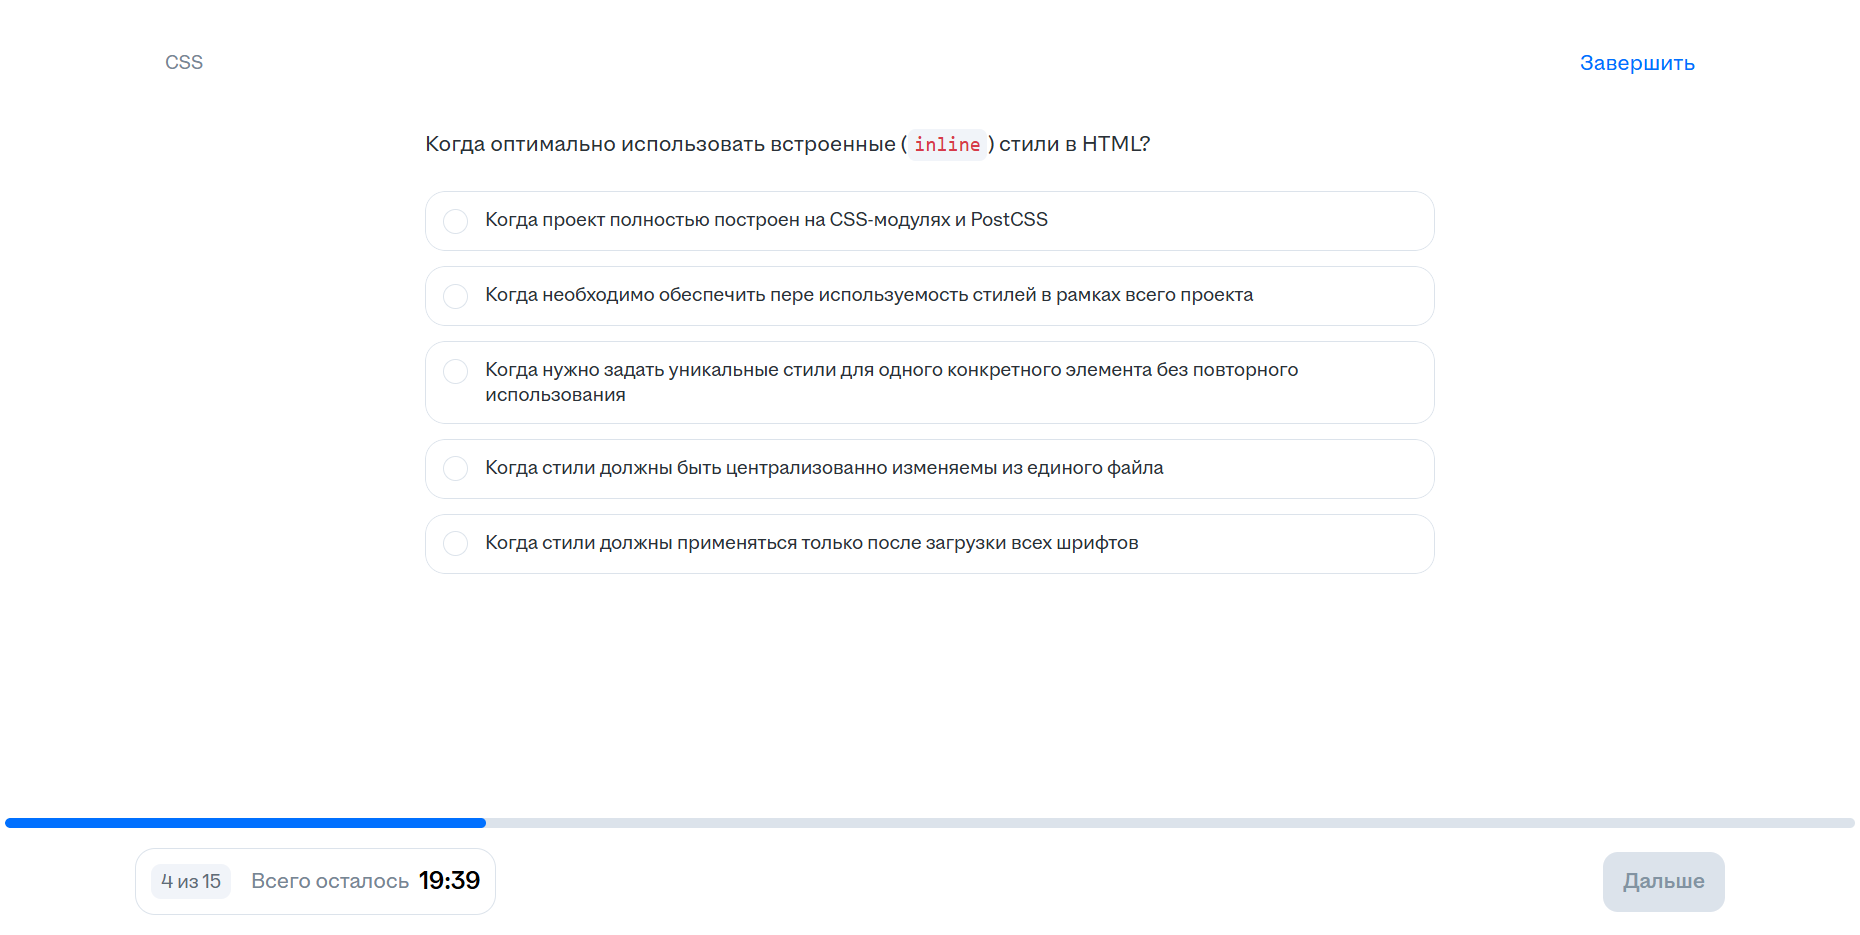 CSS
Завершить
Когда оптимально использовать встроенные ( inline ) стили в HTML?
Когда проект полностью построен на CSS-модулях и PostCSS
Когда необходимо обеспечить пере используемость стилей в рамках всего проекта
Когда нужно задать уникальные стили для одного конкретного элемента без повторного
использования
Когда стили должны быть централизованно изменяемы из единого файла
Когда стили должны применяться только после загрузки всех шрифтов
4 из 15
Всего осталось 19:39
Дальше